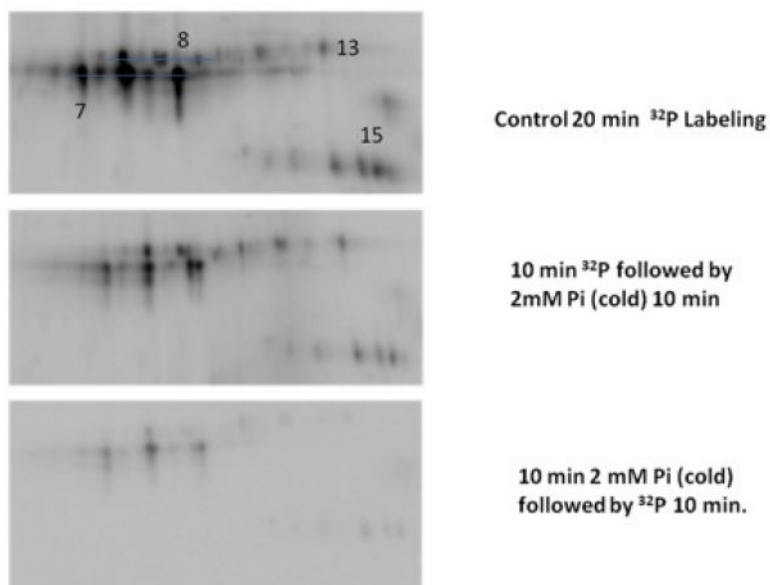 8
13
7
15
Control 20 min ³²P Labeling
10 min ³²P followed by
2mM Pi (cold) 10 min
10 min 2 mM Pi (cold)
followed by ³²P 10 min.